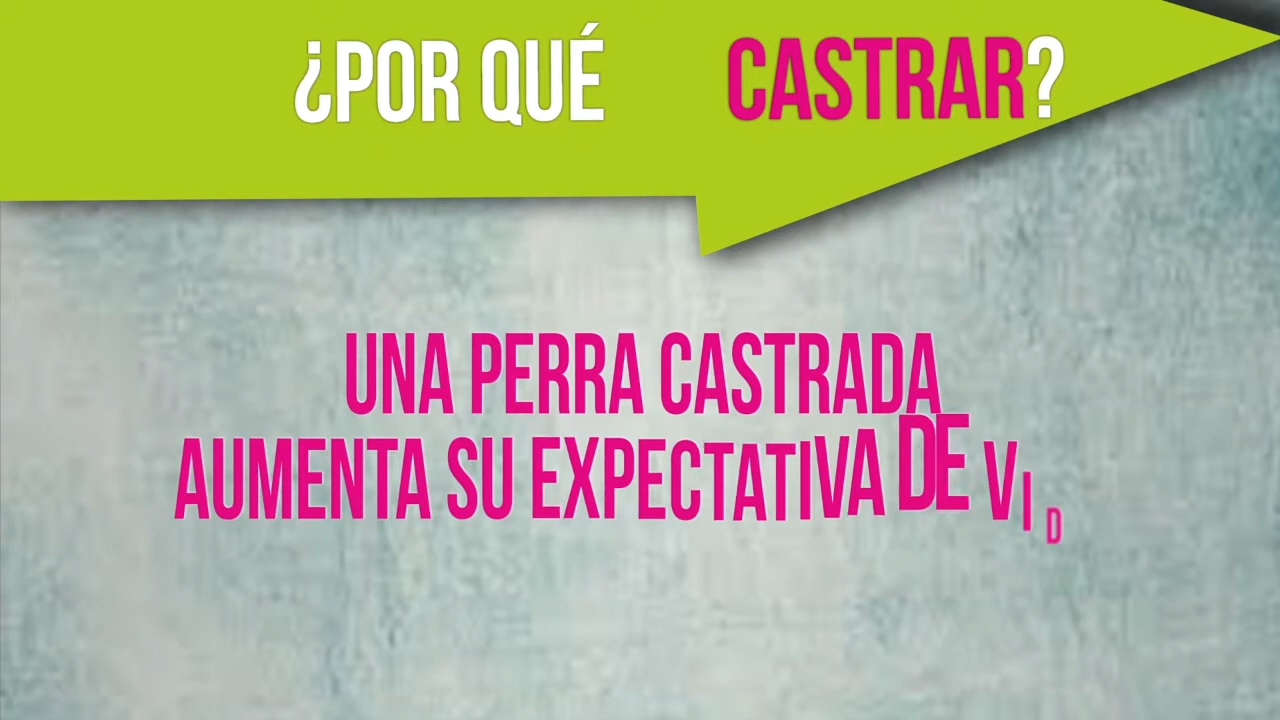 ¿POR QUÉ CASTRAR?
UNA PERRA CASTRADA
AUMENTA SU EXPECTATIVA DE VID